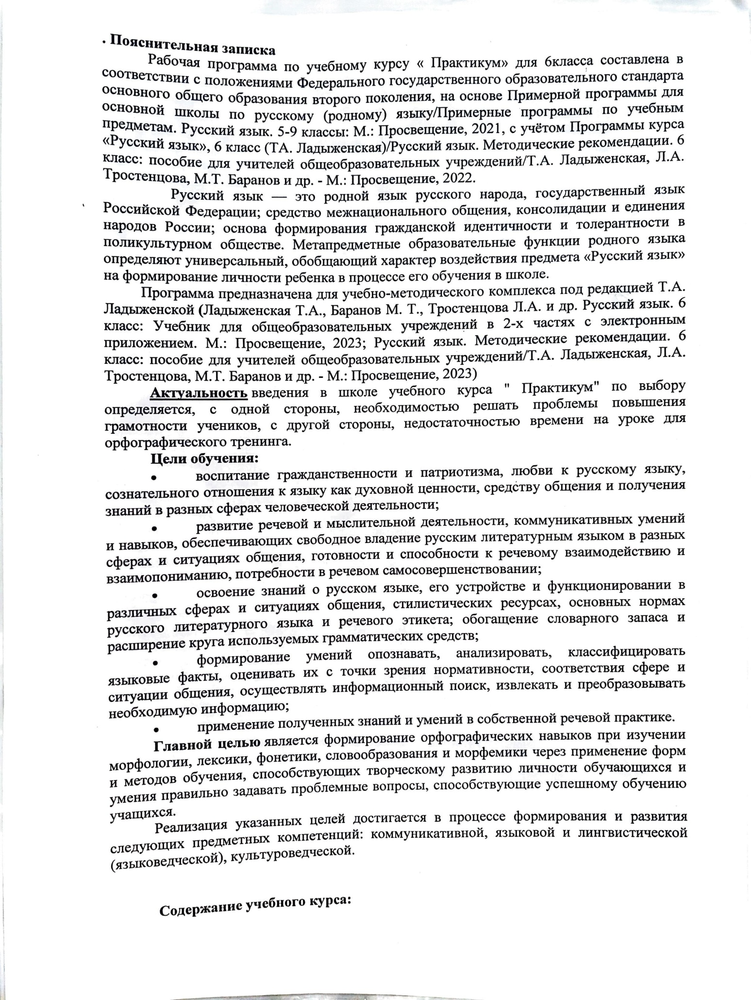 . Пояснительная записка
Рабочая программа по учебному курсу « Практикум» для 6класса составлена в
соответствии с положениями Федерального государственного образовательного стандарта
основного общего образования второго поколения, на основе Примерной программы для
основной школы по русскому (родному) языку/Примерные программы по учебным
предметам. Русский язык. 5-9 классы: М.: Просвещение, 2021, с учётом Программы курса
«Русский язык», 6 класс (ТА. Ладыженская)/Русский язык. Методические рекомендации. 6
класс: пособие для учителей общеобразовательных учреждений/Т.А. Ладыженская, Л.А.
Тростенцова, М.Т. Баранов и др. - М.: Просвещение, 2022.
Русский язык — это родной язык русского народа, государственный язык
Российской Федерации; средство межнационального общения, консолидации и единения
народов России; основа формирования гражданской идентичности и толерантности в
поликультурном обществе. Метапредметные образовательные функции родного языка
определяют универсальный, обобщающий характер воздействия предмета «Русский язык»
на формирование личности ребенка в процессе его обучения в школе.
Программа предназначена для учебно-методического комплекса под редакцией Т.А.
Ладыженской (Ладыженская Т.А., Баранов М. Т., Тростенцова Л.А. и др. Русский язык. 6
класс: Учебник для общеобразовательных учреждений в 2-х частях с электронным
приложением. М.: Просвещение, 2023; Русский язык. Методические рекомендации. 6
класс: пособие для учителей общеобразовательных учреждений/Т.А. Ладыженская, Л.А.
Тростенцова, М.Т. Баранов и др. - М.: Просвещение, 2023)
Актуальность введения в школе учебного курса " Практикум" по выбору
определяется, с одной стороны, необходимостью решать проблемы повышения
грамотности учеников, с другой стороны, недостаточностью времени на уроке для
орфографического тренинга.
Цели обучения:
• воспитание гражданственности и патриотизма, любви к русскому языку,
сознательного отношения к языку как духовной ценности, средству общения и получения
знаний в разных сферах человеческой деятельности;
• развитие речевой и мыслительной деятельности, коммуникативных умений
и навыков, обеспечивающих свободное владение русским литературным языком в разных
сферах и ситуациях общения, готовности и способности к речевому взаимодействию и
взаимопониманию, потребности в речевом самосовершенствовании;
• освоение знаний о русском языке, его устройстве и функционировании в
различных сферах и ситуациях общения, стилистических ресурсах, основных нормах
русского литературного языка и речевого этикета; обогащение словарного запаса и
расширение круга используемых грамматических средств;
• формирование умений опознавать, анализировать, классифицировать
языковые факты, оценивать их с точки зрения нормативности, соответствия сфере и
ситуации общения, осуществлять информационный поиск, извлекать и преобразовывать
необходимую информацию;
• применение полученных знаний и умений в собственной речевой практике.
Главной целью является формирование орфографических навыков при изучении
морфологии, лексики, фонетики, словообразования и морфемики через применение форм
и методов обучения, способствующих творческому развитию личности обучающихся и
умения правильно задавать проблемные вопросы, способствующие успешному обучению
учащихся.
Реализация указанных целей достигается в процессе формирования и развития
следующих предметных компетенций: коммуникативной, языковой и лингвистической
(языковедческой), культуроведческой.
Содержание учебного курса: